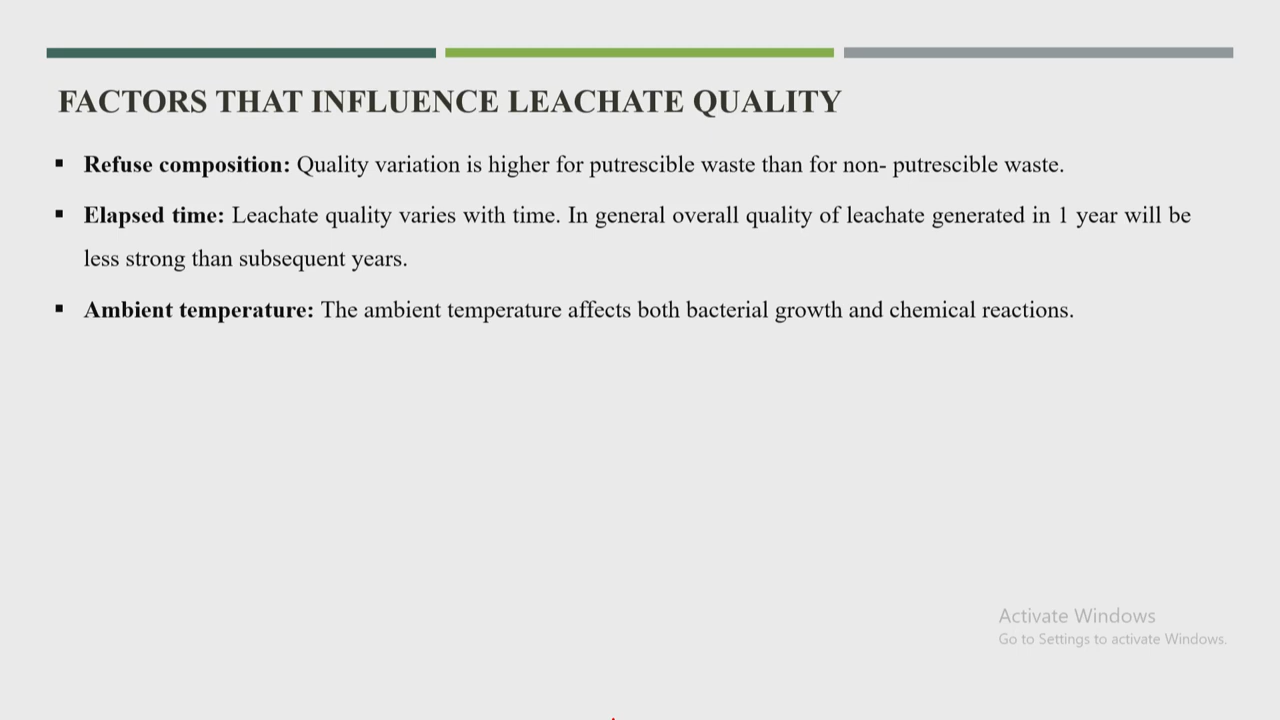 FACTORS THAT INFLUENCE LEACHATE QUALITY
▪ Refuse composition: Quality variation is higher for putrescible waste than for non- putrescible waste.
▪ Elapsed time: Leachate quality varies with time. In general overall quality of leachate generated in 1 year will be
less strong than subsequent years.
▪ Ambient temperature: The ambient temperature affects both bacterial growth and chemical reactions.
Activate Windows
Go to Settings to activate Windows.